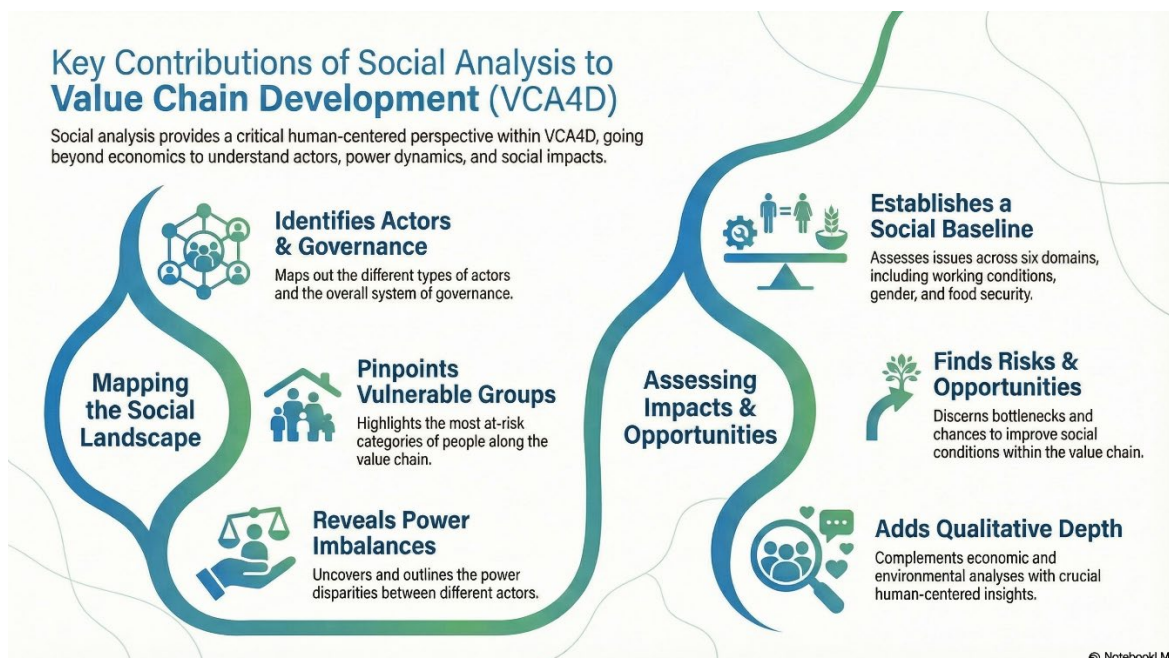 Key Contributions of Social Analysis to
Value Chain Development (VCA4D)
Social analysis provides a critical human-centered perspective within VCA4D, going
beyond economics to understand actors, power dynamics, and social impacts.
Mapping
the Social
Landscape
Identifies Actors
& Governance
Maps out the different types of actors
and the overall system of governance.
Pinpoints
Vulnerable Groups
Highlights the most at-risk
categories of people along the
value chain.
Reveals Power
Imbalances
Uncovers and outlines the power
disparities between different actors.
Assessing
Impacts &
Opportunities
Establishes a
Social Baseline
Assesses issues across six domains,
including working conditions,
gender, and food security.
Finds Risks &
Opportunities
Discerns bottlenecks and
chances to improve social
conditions within the value chain.
Adds Qualitative Depth
Complements economic and
environmental analyses with crucial
human-centered insights.
NotebookLM